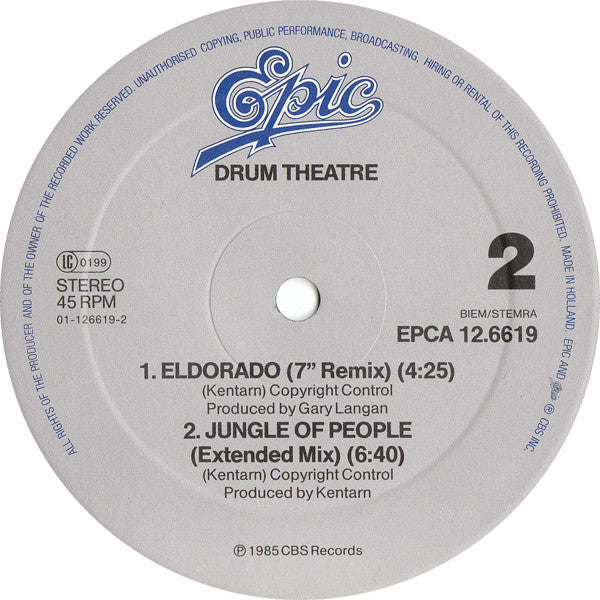 ALL RIGHTS OF THE PRODUCER AND OF THE OWNER OF THE RECORDED WORK RESERVED. UNAUTHORISED COPYING, PUBLIC PERFORMANCE, BROADCASTING, HIRING OR RENTAL OF THIS RECORDING PROHIBITED. MADE IN HOLLAND. EPIC AND
® CBS INC.
Epic
DRUM THEATRE
LC 0199
STEREO
45 RPM
01-126619-2
2
BIEM/STEMRA
EPCA 12.6619
1. ELDORADO (7” Remix) (4:25)
(Kentarn) Copyright Control
Produced by Gary Langan
2. JUNGLE OF PEOPLE
(Extended Mix) (6:40)
(Kentarn) Copyright Control
Produced by Kentarn
℗ 1985 CBS Records